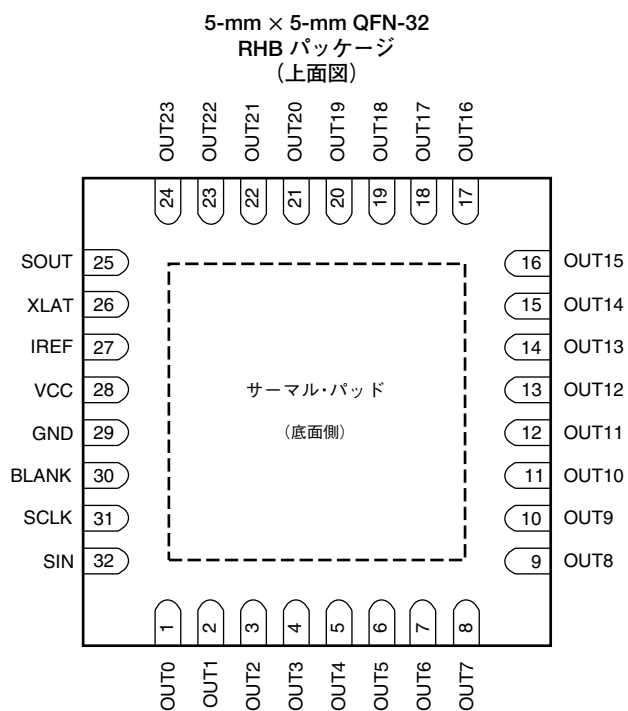 5-mm × 5-mm QFN-32
RHB パッケージ
(上面図)
OUT23
OUT22
OUT21
OUT20
OUT19
OUT18
OUT17
OUT16
24
23
22
21
20
19
18
17
SOUT 25
XLAT 26
IREF 27
VCC 28
GND 29
BLANK 30
SCLK 31
SIN 32
サーマル・パッド
(底面側)
16 OUT15
15 OUT14
14 OUT13
13 OUT12
12 OUT11
11 OUT10
10 OUT9
9 OUT8
1
2
3
4
5
6
7
8
OUT0
OUT1
OUT2
OUT3
OUT4
OUT5
OUT6
OUT7